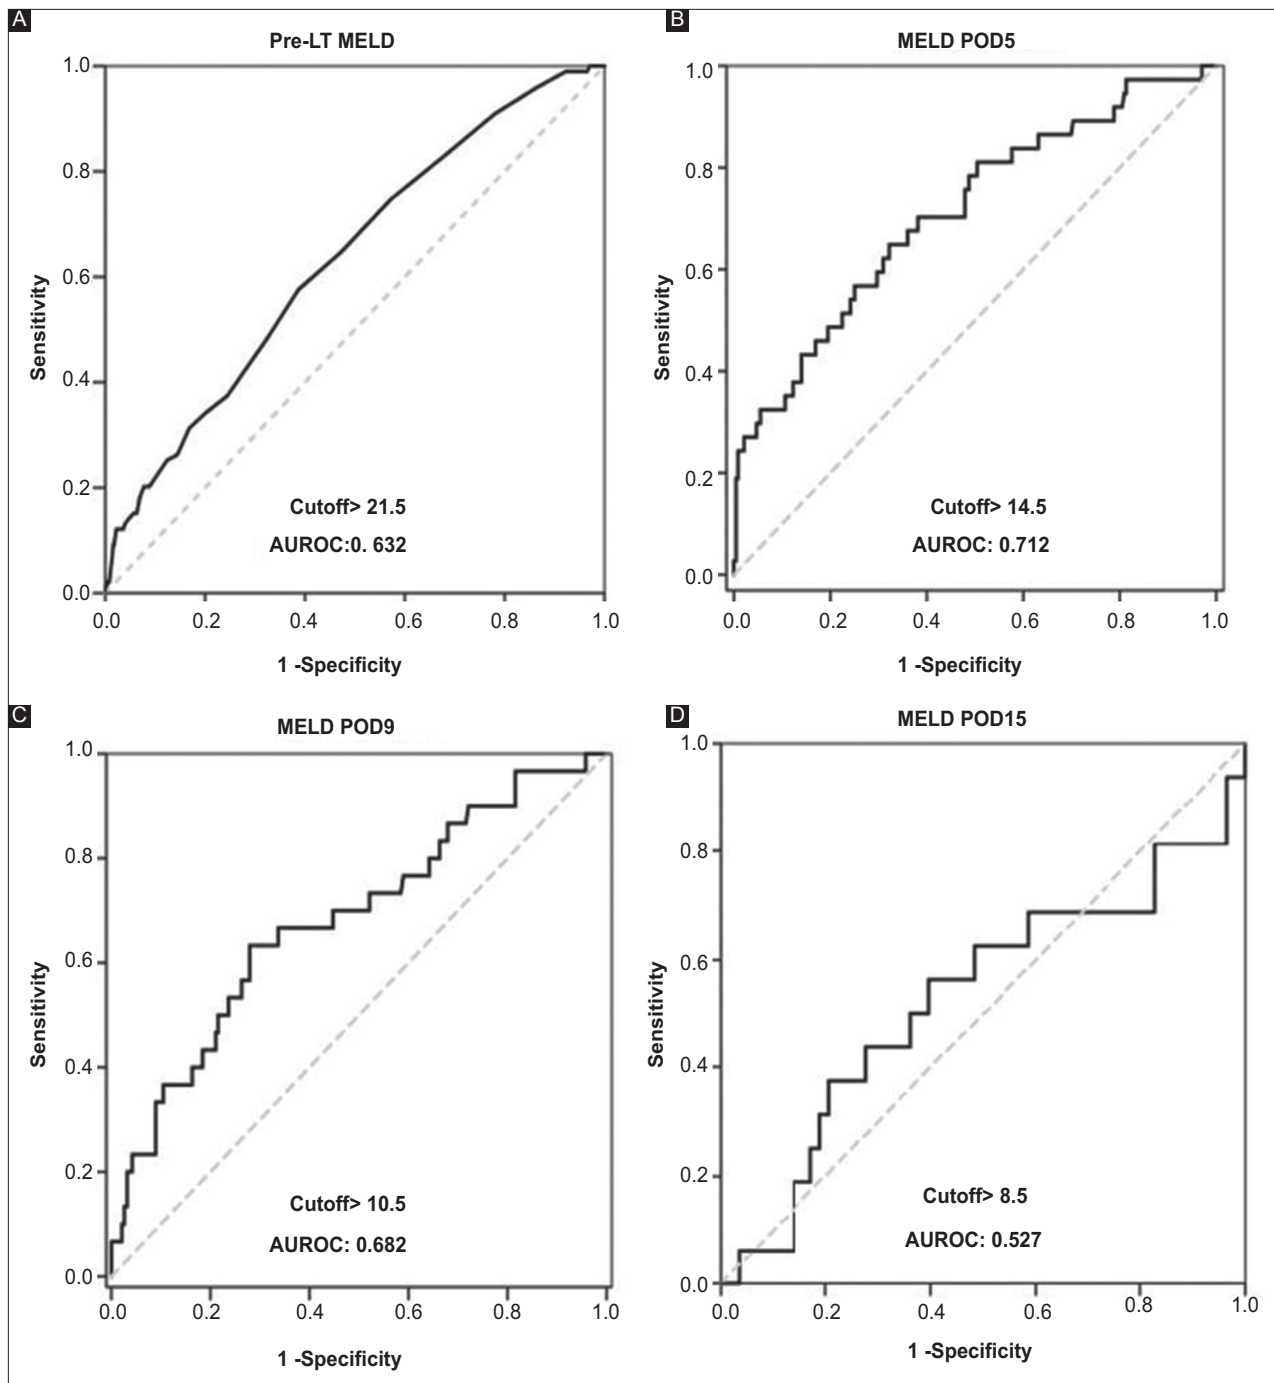 A
Pre-LT MELD
1.0
0.8
0.6
0.4
0.2
0.0
Sensitivity
Cutoff> 21.5
AUROC:0. 632
0.0 0.2 0.4 0.6 0.8 1.0
1 -Specificity
B
MELD POD5
1.0
0.8
0.6
0.4
0.2
0.0
Sensitivity
Cutoff> 14.5
AUROC: 0.712
0.0 0.2 0.4 0.6 0.8 1.0
1 -Specificity
C
MELD POD9
1.0
0.8
0.6
0.4
0.2
0.0
Sensitivity
Cutoff> 10.5
AUROC: 0.682
0.0 0.2 0.4 0.6 0.8 1.0
1 -Specificity
D
MELD POD15
1.0
0.8
0.6
0.4
0.2
0.0
Sensitivity
Cutoff> 8.5
AUROC: 0.527
0.0 0.2 0.4 0.6 0.8 1.0
1 -Specificity